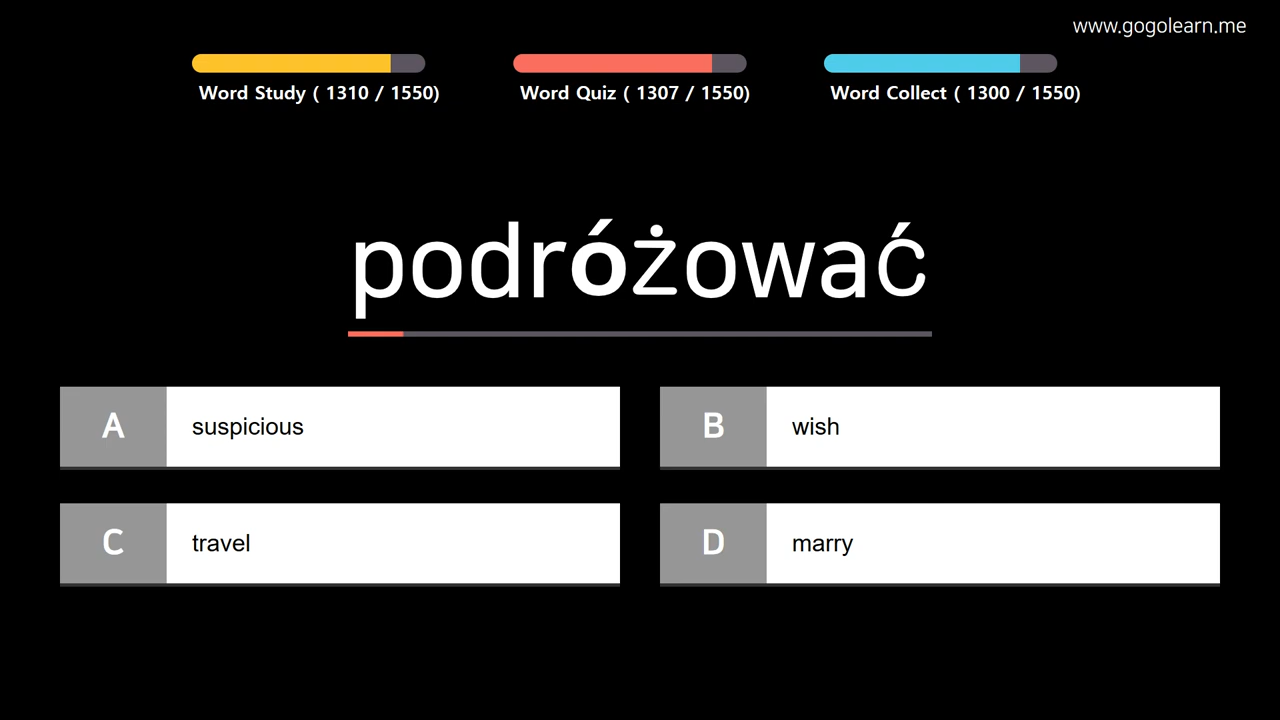 www.gogolearn.me
Word Study ( 1310 / 1550)
Word Quiz ( 1307 / 1550)
Word Collect ( 1300 / 1550)
podróżować
A suspicious
B wish
C travel
D marry